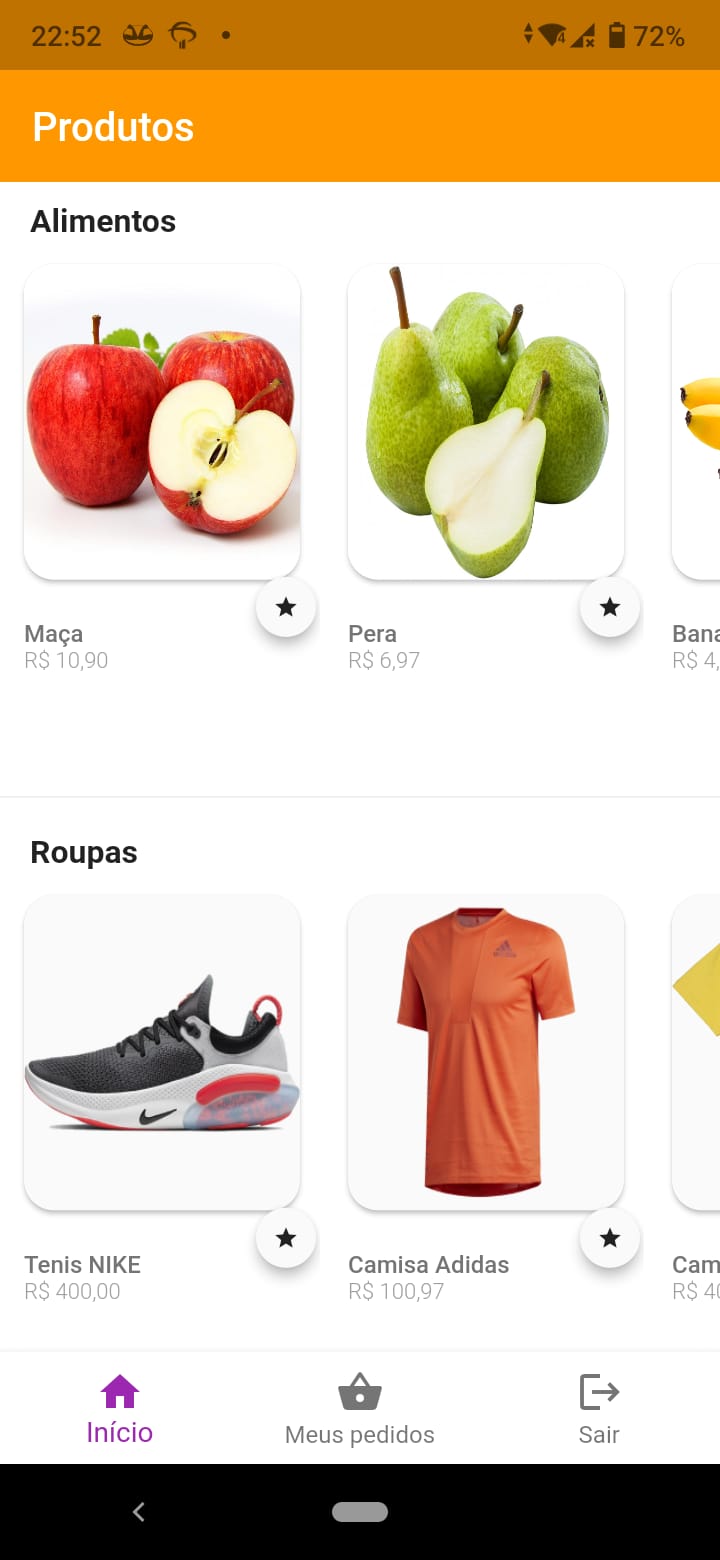 22:52 4 72%
Produtos
Alimentos
Maça Pera Bana
R$ 10,90 R$ 6,97 R$ 4,
Roupas
Tenis NIKE Camisa Adidas Cam
R$ 400,00 R$ 100,97 R$ 40
Início Meus pedidos Sair